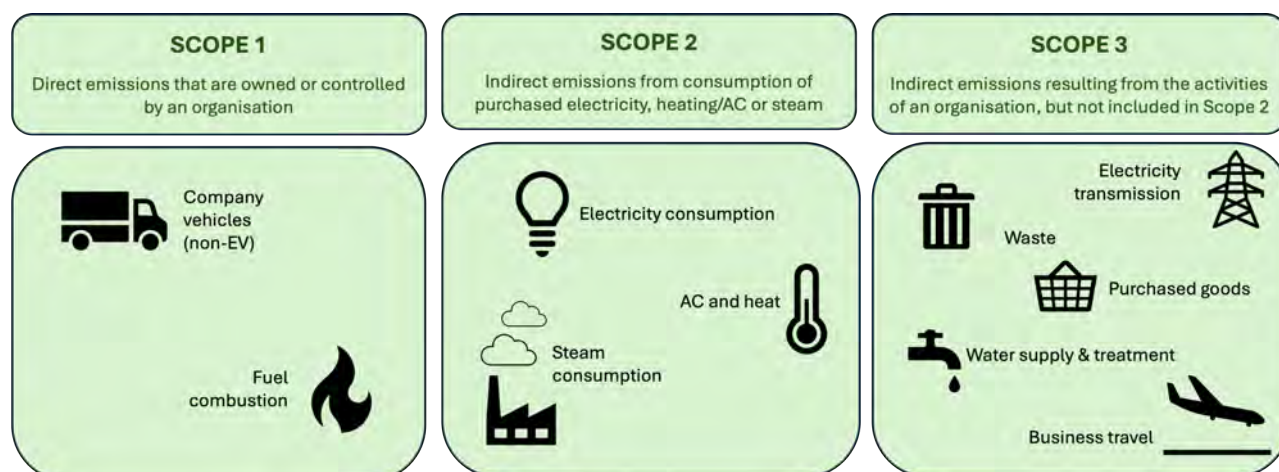 SCOPE 1
Direct emissions that are owned or controlled
by an organisation
SCOPE 2
Indirect emissions from consumption of
purchased electricity, heating/AC or steam
SCOPE 3
Indirect emissions resulting from the activities
of an organisation, but not included in Scope 2
Company
vehicles
(non-EV)
Fuel
combustion
Electricity consumption
AC and heat
Steam
consumption
Electricity
transmission
Waste
Purchased goods
Water supply & treatment
Business travel